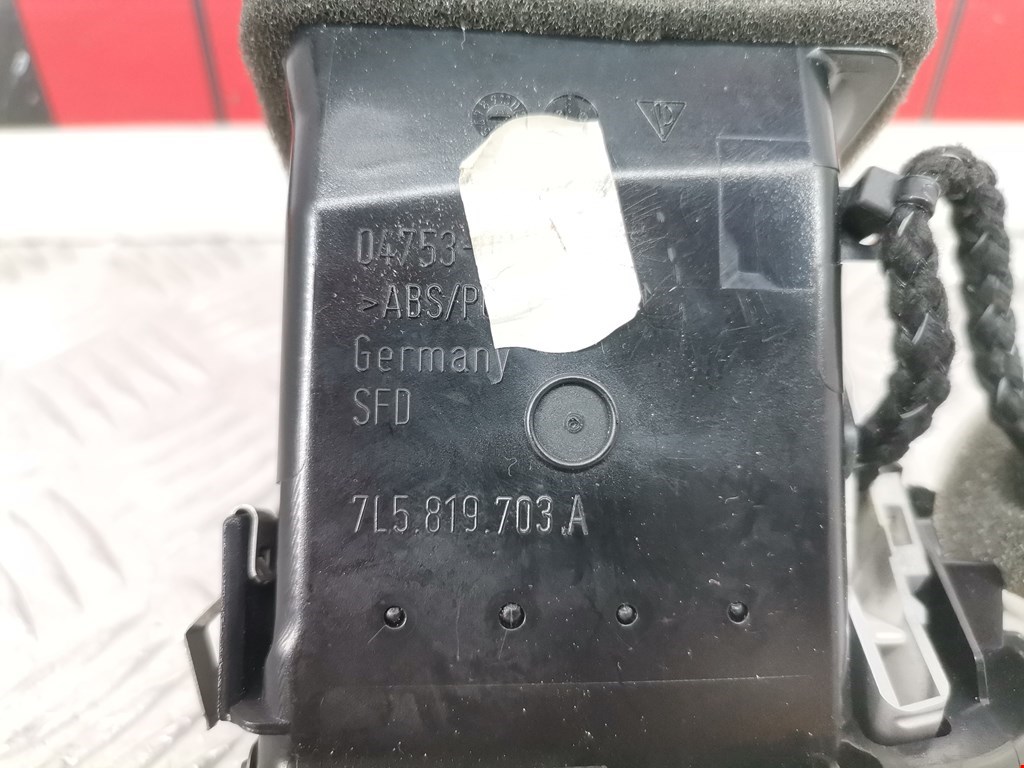 04753-
>ABS/P
Germany
SFD
7L5.819.703.A